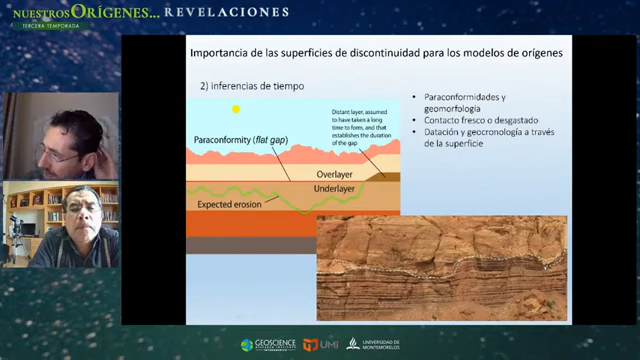 NUESTROS ORÍGENES... REVELACIONES
TERCERA TEMPORADA
Importancia de las superficies de discontinuidad para los modelos de orígenes
2) inferencias de tiempo
Distant layer, assumed
to have taken a long
time to form, and that
establishes the duration
of the gap
Paraconformity (flat gap)
Overlayer
Underlayer
Expected erosion
• Paraconformidades y
geomorfología
• Contacto fresco o desgastado
• Datación y geocronología a través
de la superficie
GEOSCIENCE
RESEARCH INSTITUTE
UMI
UNIVERSIDAD DE
MONTEMORELOS